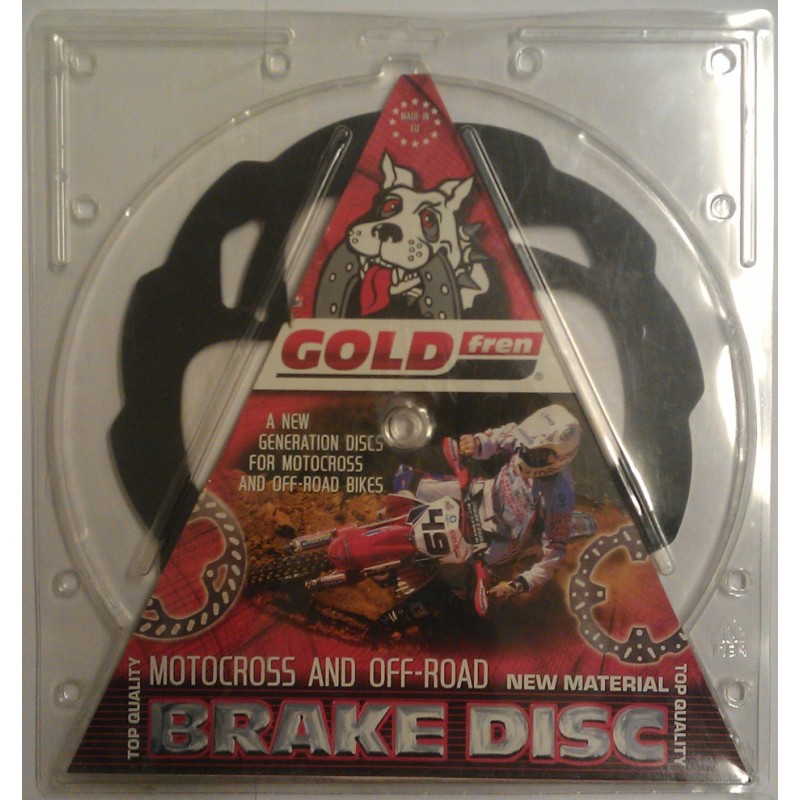 MADE IN
EU
GOLD fren
®
A NEW
GENERATION DISCS
FOR MOTOCROSS
AND OFF-ROAD BIKES
49
MOTOCROSS AND OFF-ROAD NEW MATERIAL
TOP QUALITY
BRAKE DISC
TOP QUALITY